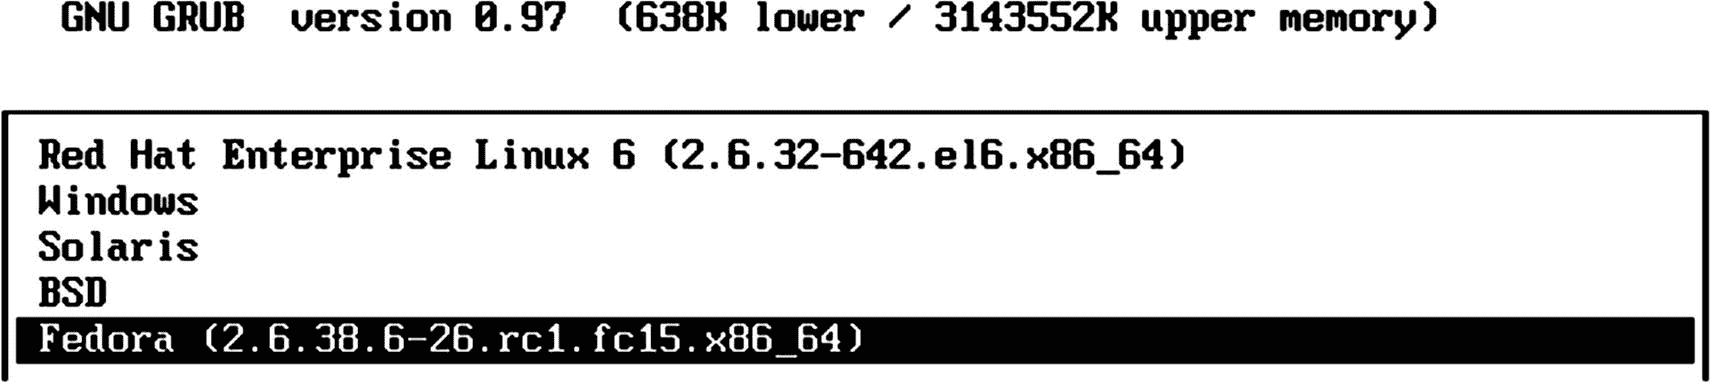 GNU GRUB  version 0.97  (638K lower / 3143552K upper memory)
Red Hat Enterprise Linux 6 (2.6.32-642.el6.x86_64)
Windows
Solaris
BSD
Fedora (2.6.38.6-26.rc1.fc15.x86_64)